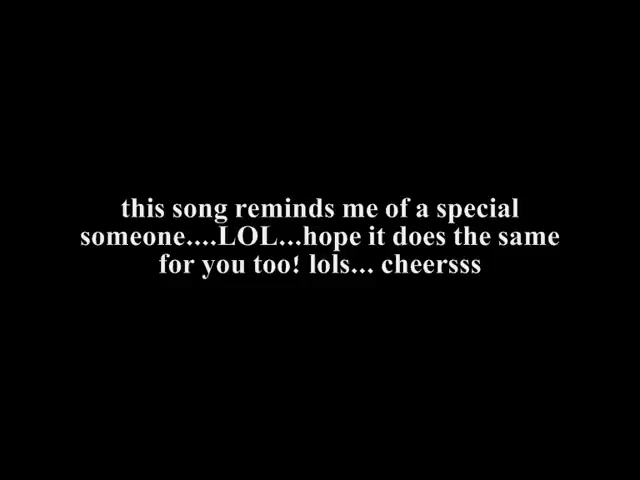 this song reminds me of a special
someone....LOL...hope it does the same
for you too! lols... cheersss